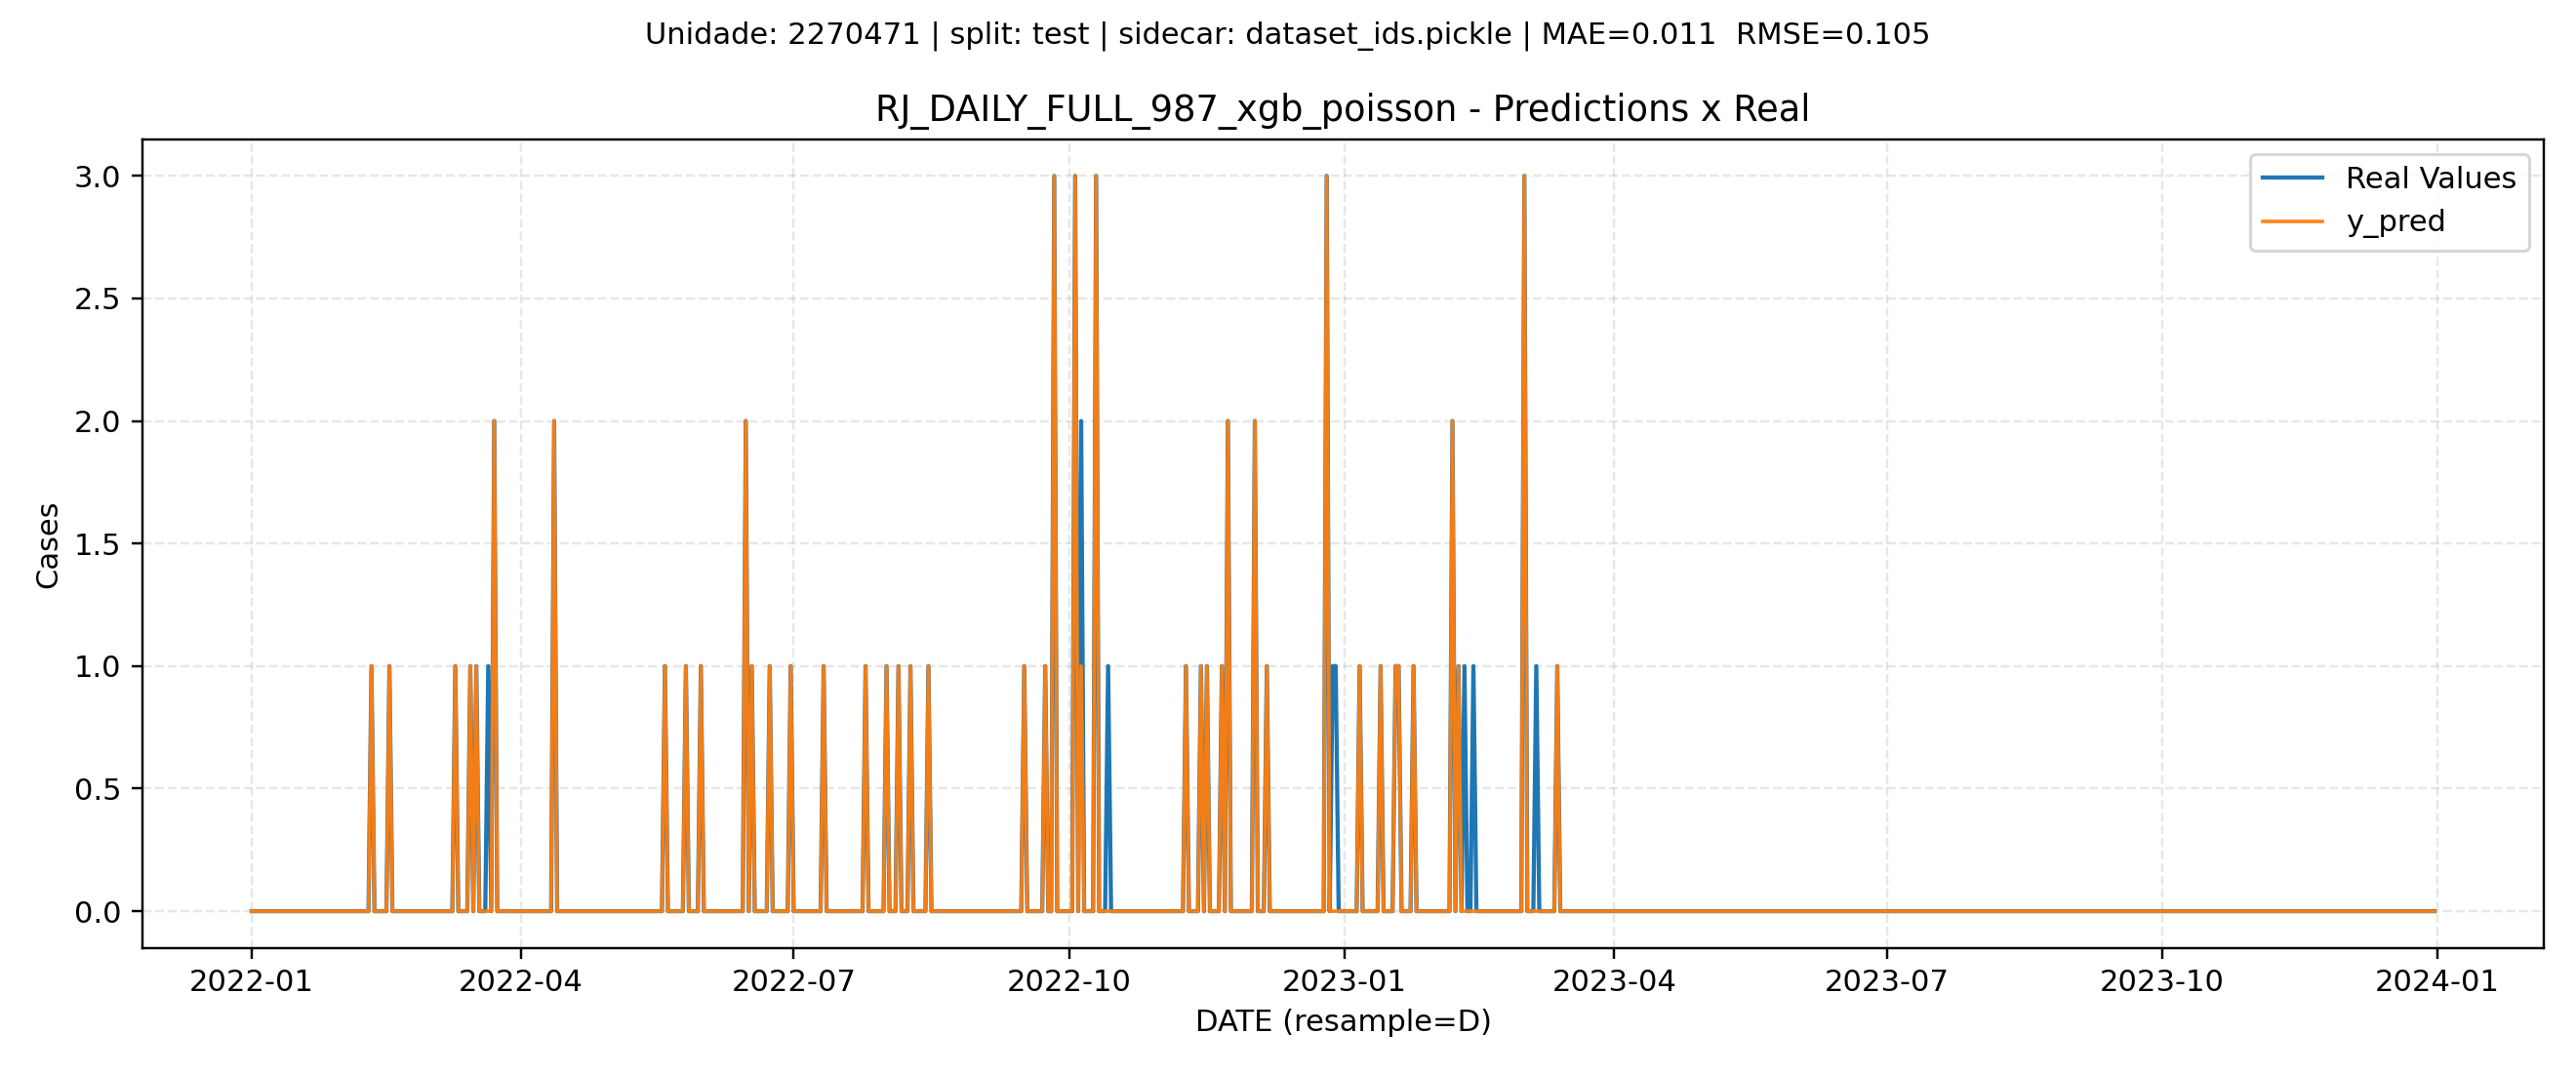 Unidade: 2270471 | split: test | sidecar: dataset_ids.pickle | MAE=0.011  RMSE=0.105
RJ_DAILY_FULL_987_xgb_poisson - Predictions x Real
Real Values
y_pred
3.0
2.5
2.0
1.5
1.0
0.5
0.0
Cases
2022-01 2022-04 2022-07 2022-10 2023-01 2023-04 2023-07 2023-10 2024-01
DATE (resample=D)